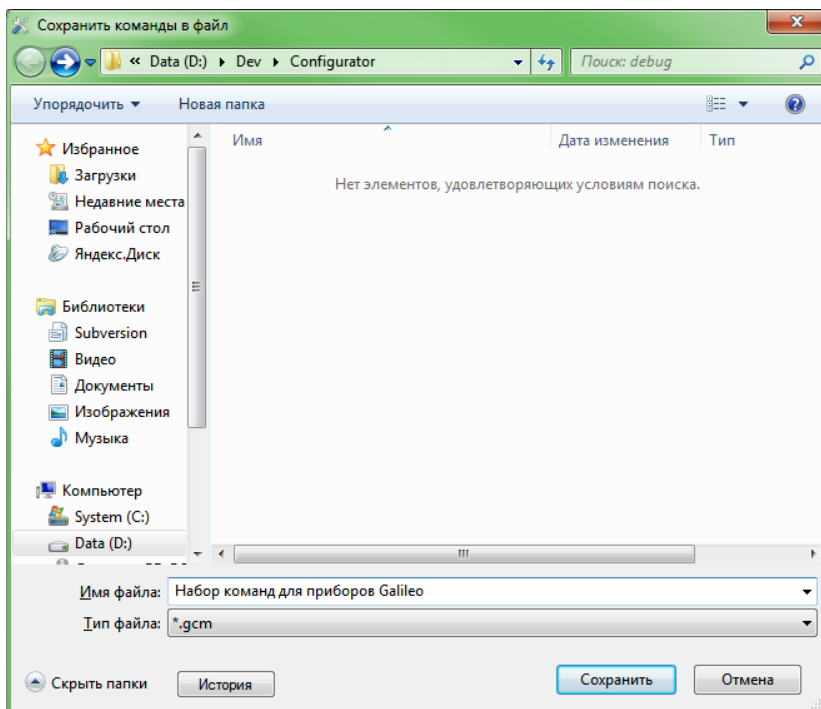 Сохранить команды в файл
« Data (D:) Dev Configurator Поиск: debug
Упорядочить Новая папка
Имя Дата изменения Тип
Нет элементов, удовлетворяющих условиям поиска.
Избранное
Загрузки
Недавние места
Рабочий стол
Яндекс.Диск
Библиотеки
Subversion
Видео
Документы
Изображения
Музыка
Компьютер
System (C:)
Data (D:)
Имя файла: Набор команд для приборов Galileo
Тип файла: *.gcm
Скрыть папки История Сохранить Отмена